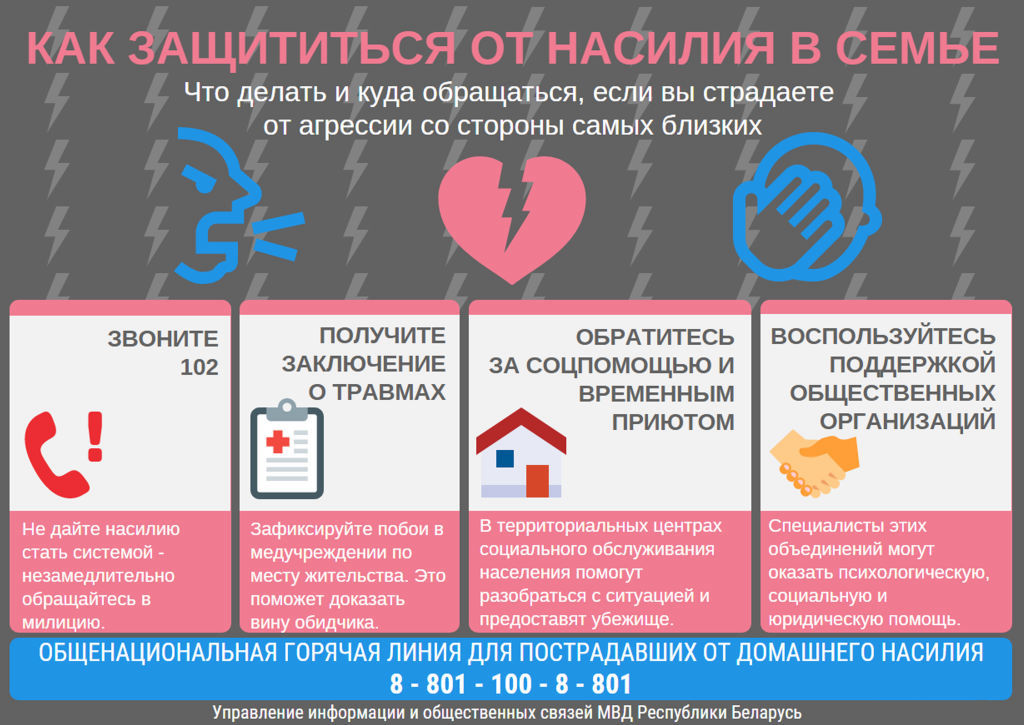 КАК ЗАЩИТИТЬСЯ ОТ НАСИЛИЯ В СЕМЬЕ
Что делать и куда обращаться, если вы страдаете
от агрессии со стороны самых близких
ЗВОНИТЕ
102
Не дайте насилию
стать системой -
незамедлительно
обращайтесь в
милицию.
ПОЛУЧИТЕ
ЗАКЛЮЧЕНИЕ
О ТРАВМАХ
Зафиксируйте побои в
медучреждении по
месту жительства. Это
поможет доказать
вину обидчика.
ОБРАТИТЕСЬ
ЗА СОЦПОМОЩЬЮ И
ВРЕМЕННЫМ
ПРИЮТОМ
В территориальных центрах
социального обслуживания
населения помогут
разобраться с ситуацией и
предоставят убежище.
ВОСПОЛЬЗУЙТЕСЬ
ПОДДЕРЖКОЙ
ОБЩЕСТВЕННЫХ
ОРГАНИЗАЦИЙ
Специалисты этих
объединений могут
оказать психологическую,
социальную и
юридическую помощь.
ОБЩЕНАЦИОНАЛЬНАЯ ГОРЯЧАЯ ЛИНИЯ ДЛЯ ПОСТРАДАВШИХ ОТ ДОМАШНЕГО НАСИЛИЯ
8 - 801 - 100 - 8 - 801
Управление информации и общественных связей МВД Республики Беларусь